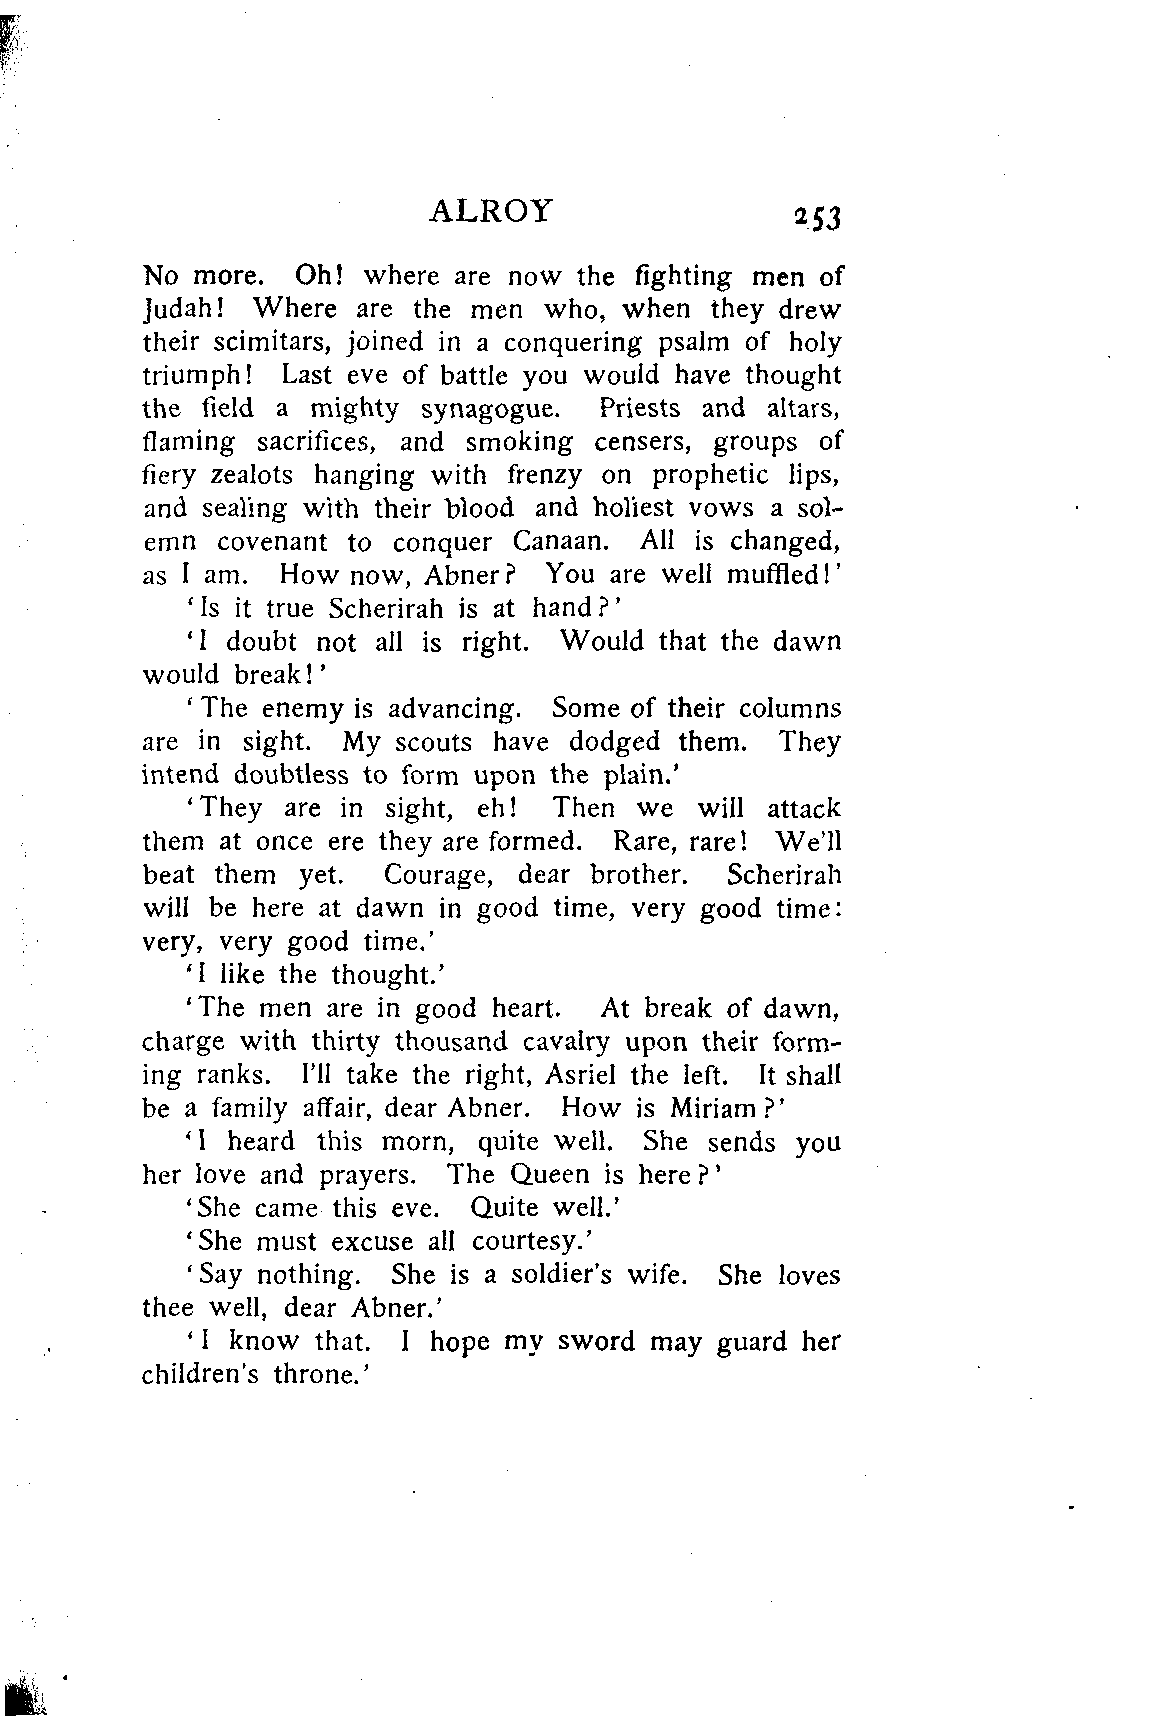 ALROY 253
No more. Oh! where are now the fighting men of
Judah! Where are the men who, when they drew
their scimitars, joined in a conquering psalm of holy
triumph! Last eve of battle you would have thought
the field a mighty synagogue. Priests and altars,
flaming sacrifices, and smoking censers, groups of
fiery zealots hanging with frenzy on prophetic lips,
and sealing with their blood and holiest vows a sol-
emn covenant to conquer Canaan. All is changed,
as I am. How now, Abner? You are well muffled!'
'Is it true Scherirah is at hand?'
'I doubt not all is right. Would that the dawn
would break!'
'The enemy is advancing. Some of their columns
are in sight. My scouts have dodged them. They
intend doubtless to form upon the plain.'
'They are in sight, eh! Then we will attack
them at once ere they are formed. Rare, rare! We'll
beat them yet. Courage, dear brother. Scherirah
will be here at dawn in good time, very good time:
very, very good time.'
'I like the thought.'
'The men are in good heart. At break of dawn,
charge with thirty thousand cavalry upon their form-
ing ranks. I'll take the right, Asriel the left. It shall
be a family affair, dear Abner. How is Miriam?'
'I heard this morn, quite well. She sends you
her love and prayers. The Queen is here?'
'She came this eve. Quite well.'
'She must excuse all courtesy.'
'Say nothing. She is a soldier's wife. She loves
thee well, dear Abner.'
'I know that. I hope my sword may guard her
children's throne.'